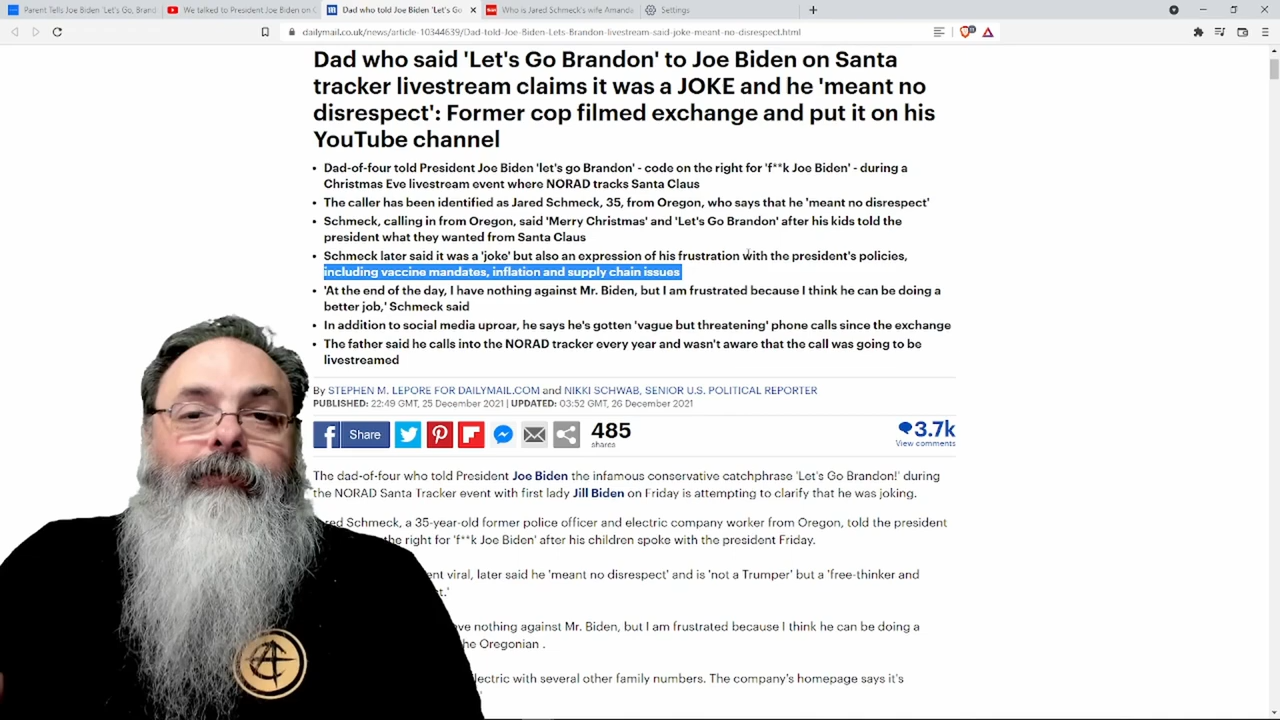 Parent Tells Joe Biden 'Let's Go, Brand
We talked to President Joe Biden on C
Dad who told Joe Biden 'Let's Go
Who is Jared Schmeck's wife Amanda
Settings
dailymail.co.uk/news/article-10344639/Dad-told-Joe-Biden-Lets-Brandon-livestream-said-joke-meant-no-disrespect.html
Dad who said 'Let's Go Brandon' to Joe Biden on Santa
tracker livestream claims it was a JOKE and he 'meant no
disrespect': Former cop filmed exchange and put it on his
YouTube channel
• Dad-of-four told President Joe Biden 'let's go Brandon' - code on the right for 'f**k Joe Biden' - during a
Christmas Eve livestream event where NORAD tracks Santa Claus
• The caller has been identified as Jared Schmeck, 35, from Oregon, who says that he 'meant no disrespect'
• Schmeck, calling in from Oregon, said 'Merry Christmas' and 'Let's Go Brandon' after his kids told the
president what they wanted from Santa Claus
• Schmeck later said it was a 'joke' but also an expression of his frustration with the president's policies,
including vaccine mandates, inflation and supply chain issues
• 'At the end of the day, I have nothing against Mr. Biden, but I am frustrated because I think he can be doing a
better job,' Schmeck said
• In addition to social media uproar, he says he's gotten 'vague but threatening' phone calls since the exchange
• The father said he calls into the NORAD tracker every year and wasn't aware that the call was going to be
livestreamed
By STEPHEN M. LEPORE FOR DAILYMAIL.COM and NIKKI SCHWAB, SENIOR U.S. POLITICAL REPORTER
PUBLISHED: 22:49 GMT, 25 December 2021 | UPDATED: 03:52 GMT, 26 December 2021
Share
485
shares
3.7k
View comments
The dad-of-four who told President Joe Biden the infamous conservative catchphrase 'Let's Go Brandon!' during
the NORAD Santa Tracker event with first lady Jill Biden on Friday is attempting to clarify that he was joking.
Schmeck, a 35-year-old former police officer and electric company worker from Oregon, told the president
the right for 'f**k Joe Biden' after his children spoke with the president Friday.
viral, later said he 'meant no disrespect' and is 'not a Trumper' but a 'free-thinker and
nothing against Mr. Biden, but I am frustrated because I think he can be doing a
Oregonian .
with several other family numbers. The company's homepage says it's